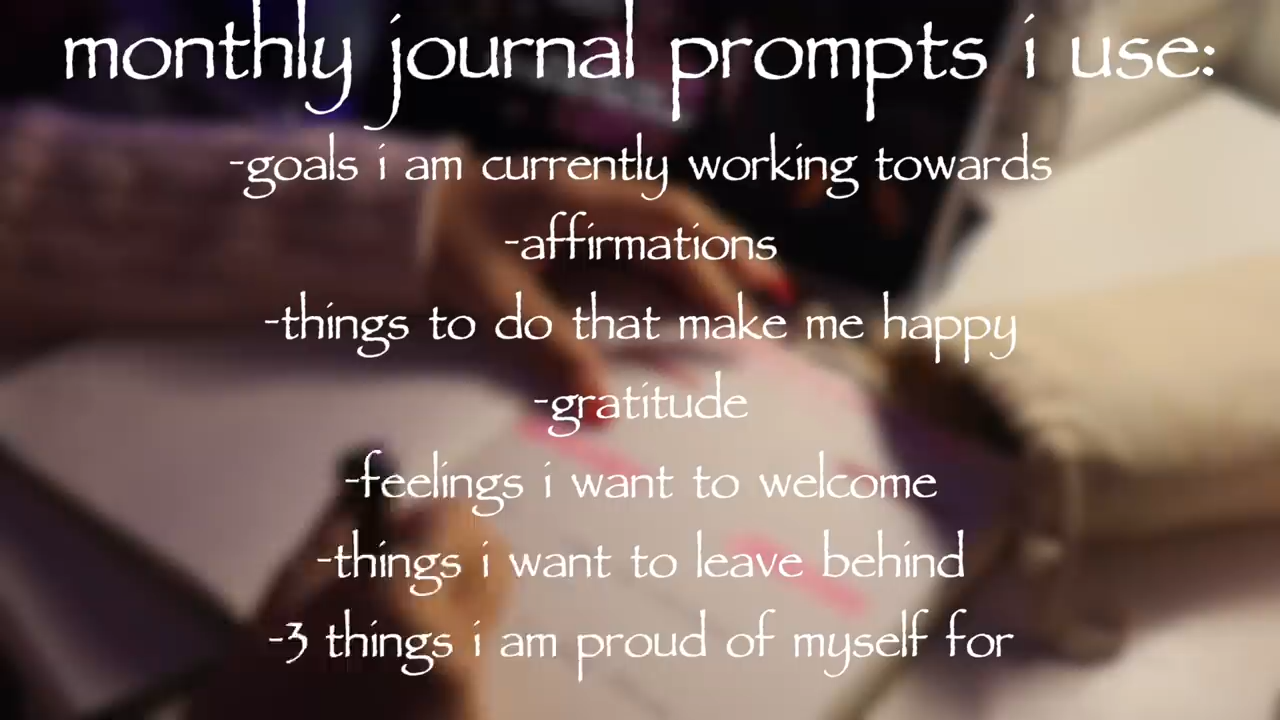 monthly journal prompts i use:
-goals i am currently working towards
-affirmations
-things to do that make me happy
-gratitude
-feelings i want to welcome
-things i want to leave behind
-3 things i am proud of myself for